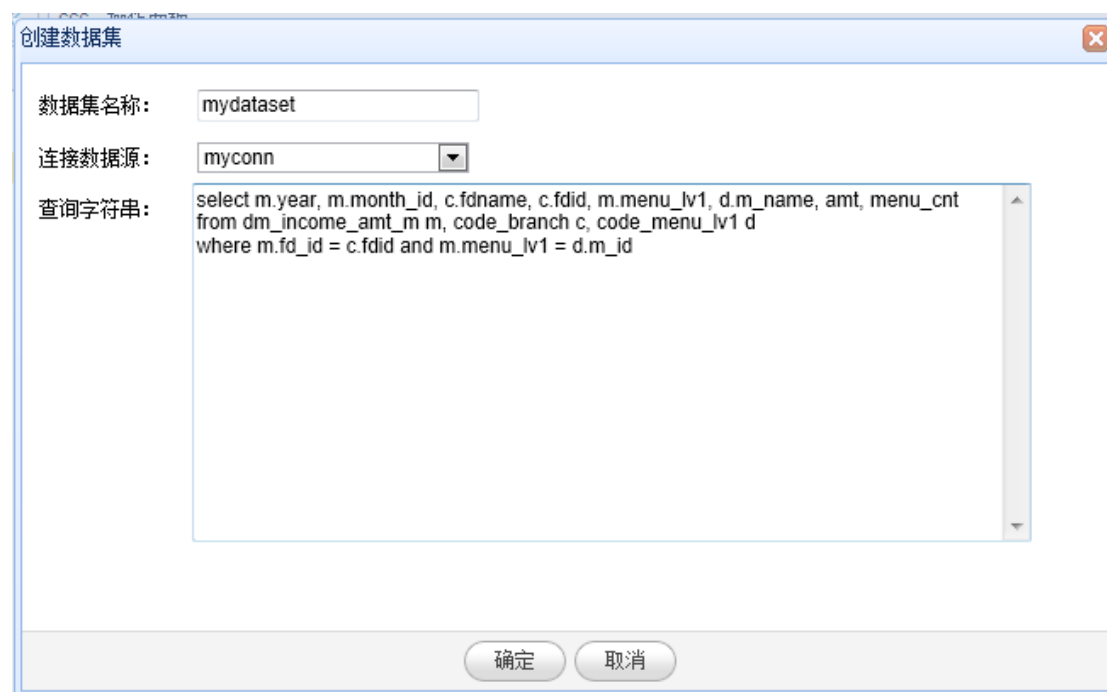 创建数据集
数据集名称： mydataset
连接数据源： myconn
查询字符串： select m.year, m.month_id, c.fdname, c.fdid, m.menu_lv1, d.m_name, amt, menu_cnt
from dm_income_amt_m m, code_branch c, code_menu_lv1 d
where m.fd_id = c.fdid and m.menu_lv1 = d.m_id
确定 取消